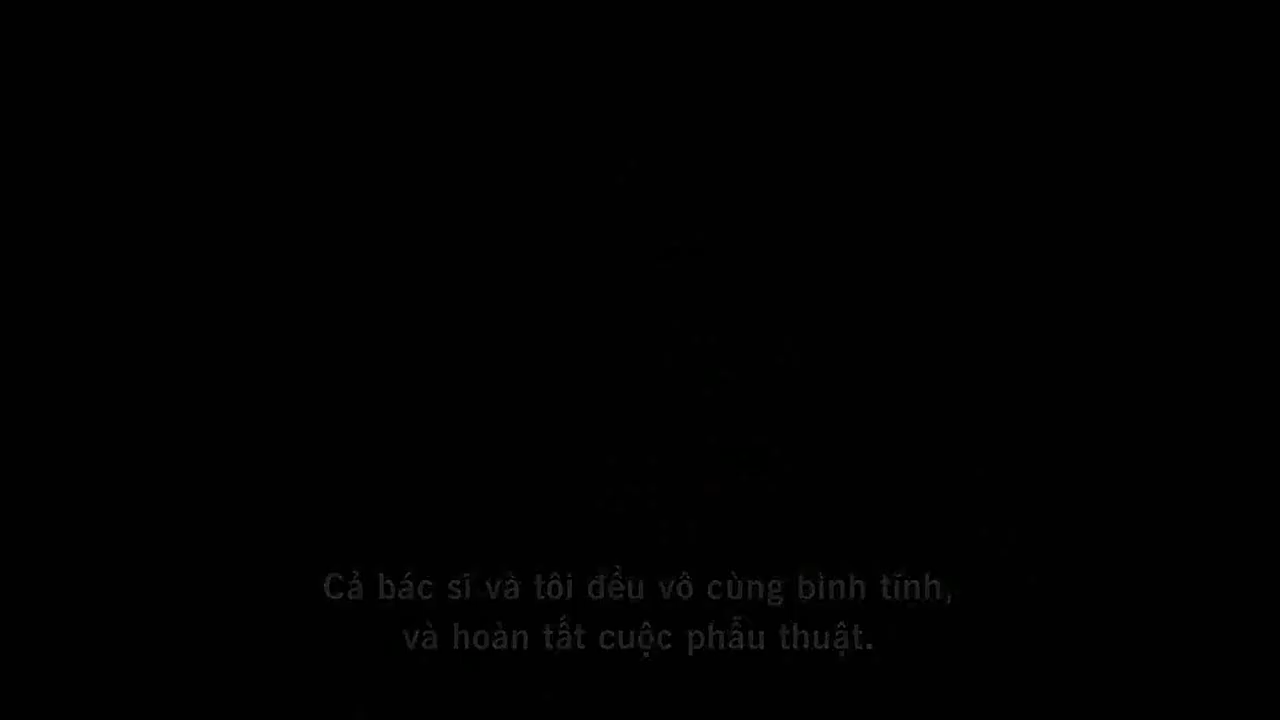 Cả bác sĩ và tôi đều vô cùng bình tĩnh,
và hoàn tất cuộc phẫu thuật.